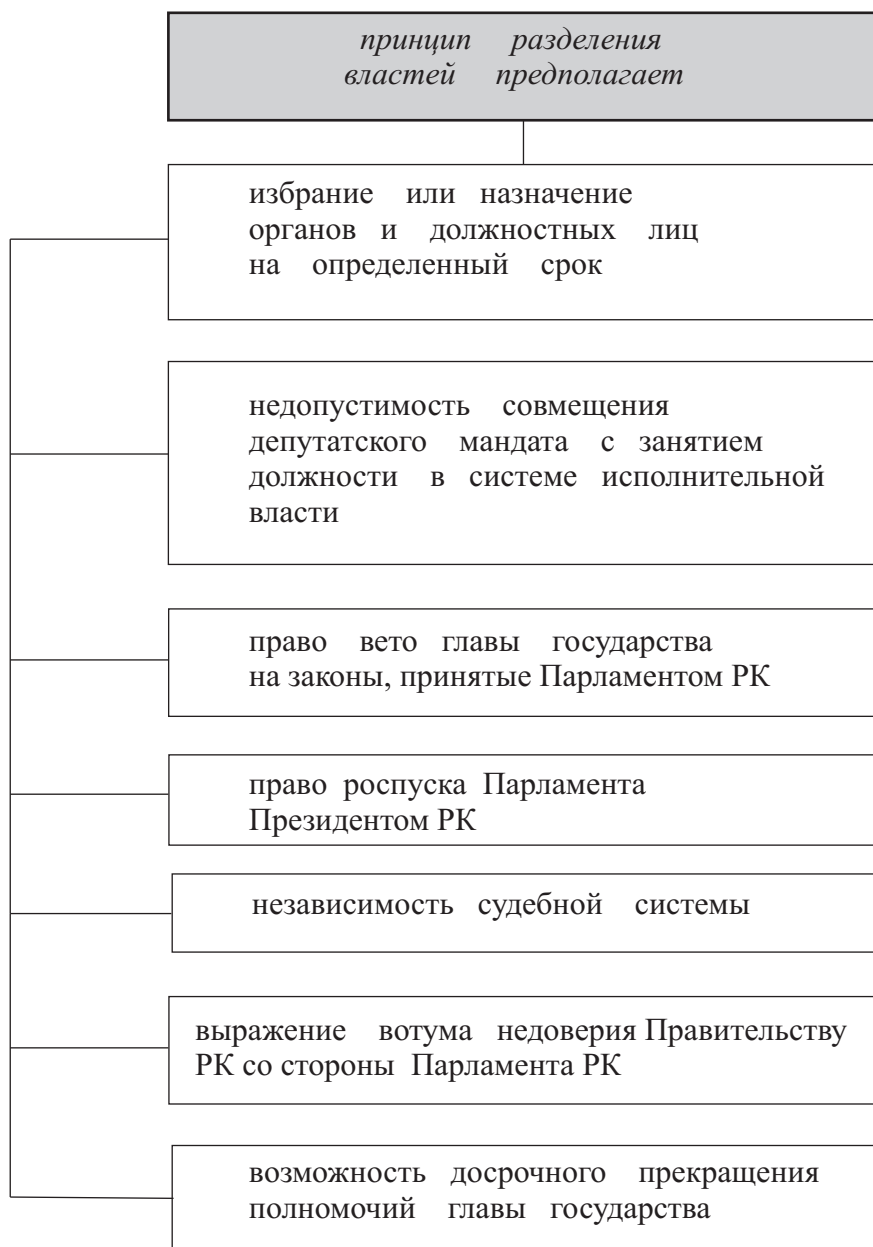 принцип разделения
властей предполагает
избрание или назначение
органов и должностных лиц
на определенный срок
недопустимость совмещения
депутатского мандата с занятием
должности в системе исполнительной
власти
право вето главы государства
на законы, принятые Парламентом РК
право роспуска Парламента
Президентом РК
независимость судебной системы
выражение вотума недоверия Правительству
РК со стороны Парламента РК
возможность досрочного прекращения
полномочий главы государства